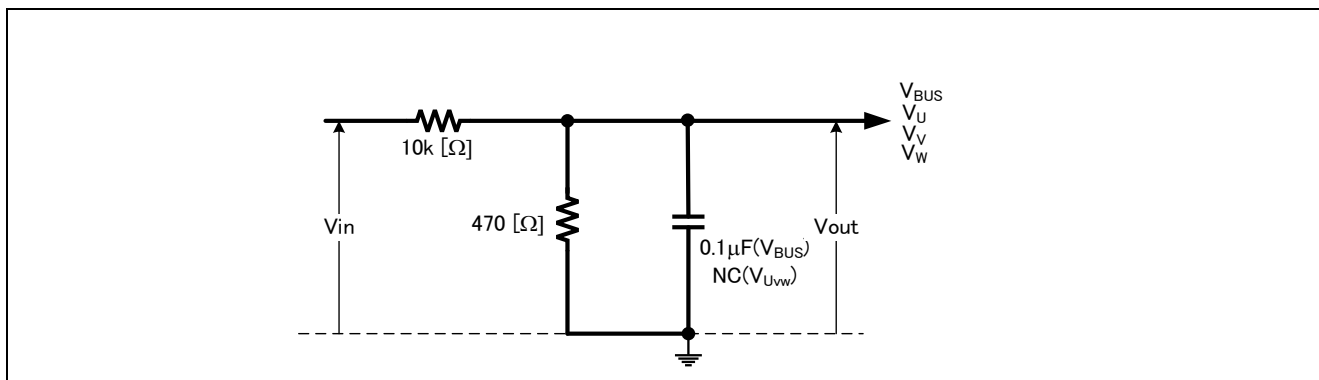 V_BUS
V_U
V_V
V_W
10k [Ω]
Vin
470 [Ω]
Vout
0.1μF(V_BUS)
NC(V_Uvw)